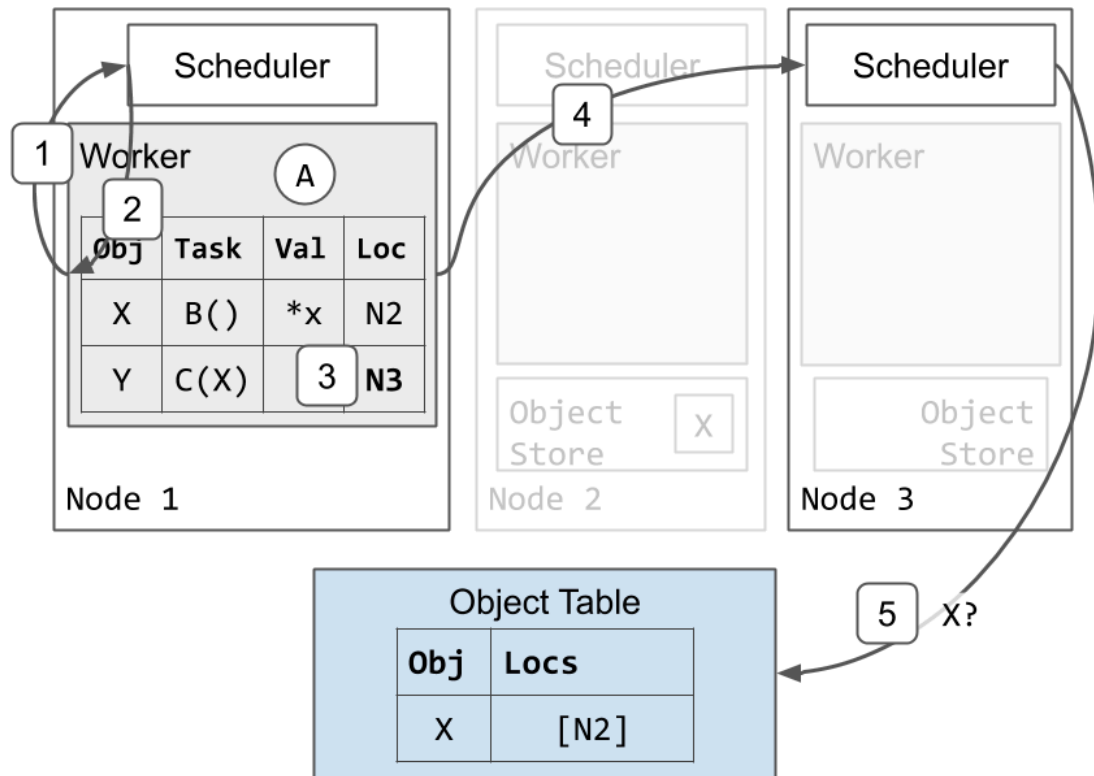 Scheduler
1
Worker
A
2
Obj Task Val Loc
X B() *x N2
Y C(X) 3 N3
Node 1
Scheduler
4
Worker
Object
Store
X
Node 2
Scheduler
Worker
Object
Store
Node 3
5 X?
Object Table
Obj Locs
X [N2]